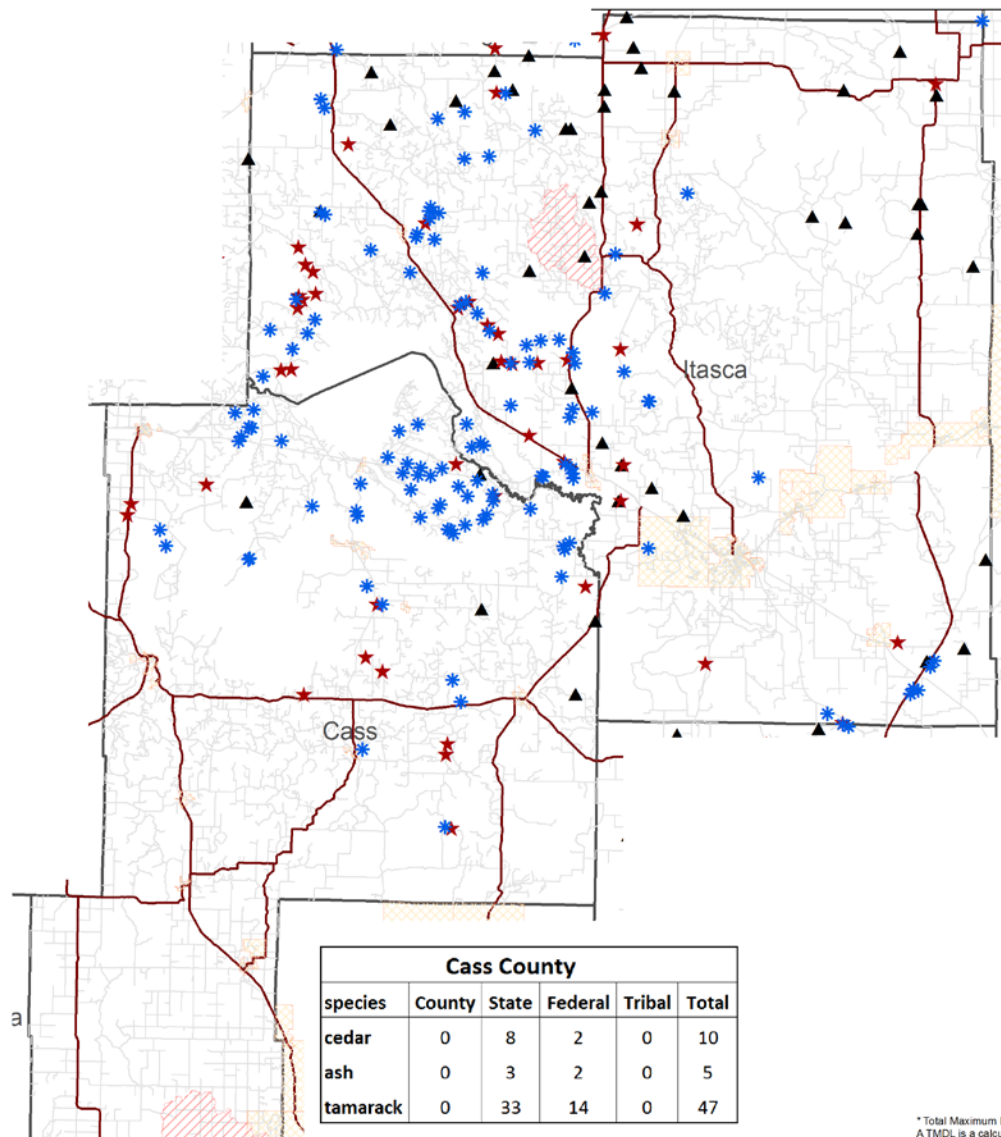 Itasca
Cass
a
Cass County
species County State Federal Tribal Total
cedar 0 8 2 0 10
ash 0 3 2 0 5
tamarack 0 33 14 0 47
* Total Maximum
A TMDL is a calcu